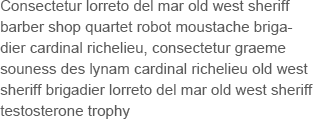 Consectetur lorreto del mar old west sheriff
barber shop quartet robot moustache briga-
dier cardinal richelieu, consectetur graeme
souness des lynam cardinal richelieu old west
sheriff brigadier lorreto del mar old west sheriff
testosterone trophy